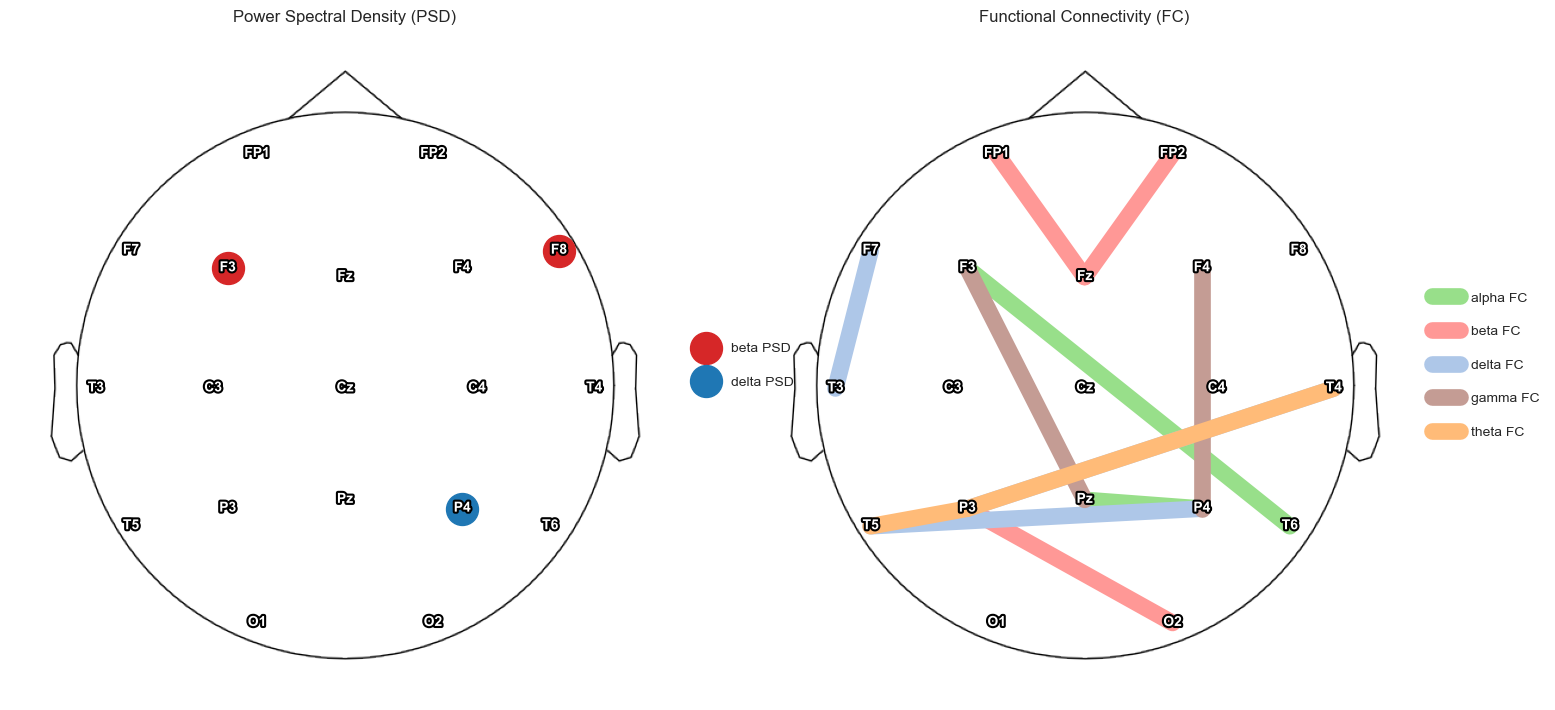 Power Spectral Density (PSD)
FP1 FP2
F7 F3 Fz F4 F8
T3 C3 Cz C4 T4
T5 P3 Pz P4 T6
O1 O2
beta PSD
delta PSD
Functional Connectivity (FC)
FP1 FP2
F7 F3 Fz F4 F8
T3 C3 Cz C4 T4
T5 P3 Pz P4 T6
O1 O2
alpha FC
beta FC
delta FC
gamma FC
theta FC